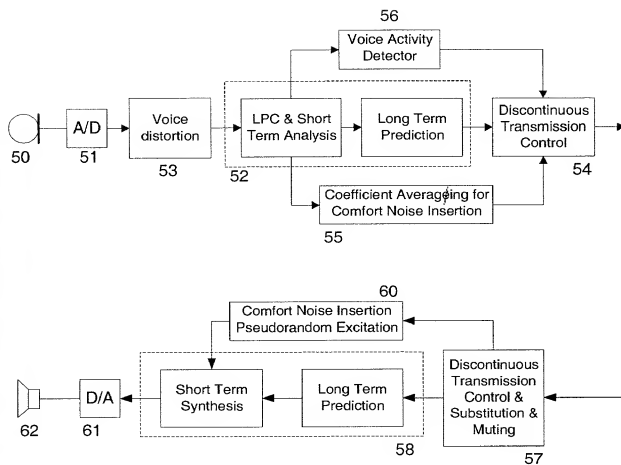 56
Voice Activity
Detector
A/D
Voice
distortion
LPC & Short
Term Analysis
Long Term
Prediction
Discontinuous
Transmission
Control
50
51
53
52
54
Coefficient Averageing for
Comfort Noise Insertion
55
60
Comfort Noise Insertion
Pseudorandom Excitation
D/A
Short Term
Synthesis
Long Term
Prediction
Discontinuous
Transmission
Control &
Substitution &
Muting
62
61
58
57